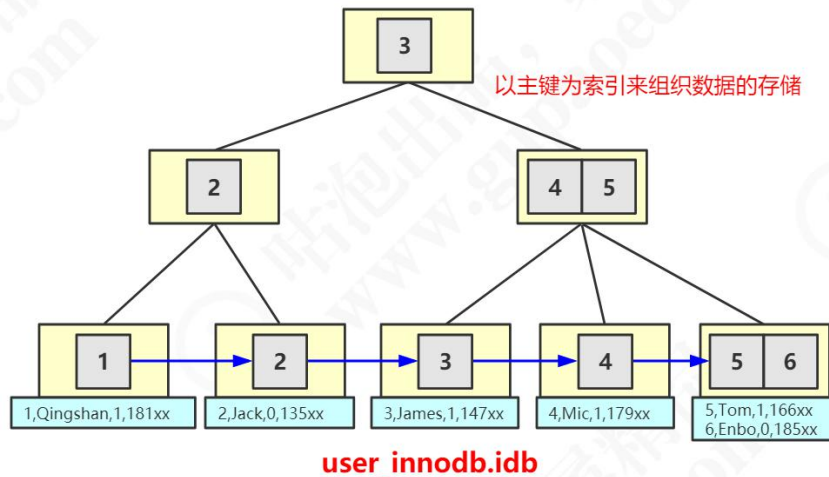 3
以主键为索引来组织数据的存储
2
4 5
1 2 3 4 5 6
1,Qingshan,1,181xx 2,Jack,0,135xx 3,James,1,147xx 4,Mic,1,179xx 5,Tom,1,166xx
6,Enbo,0,185xx
user innodb.idb